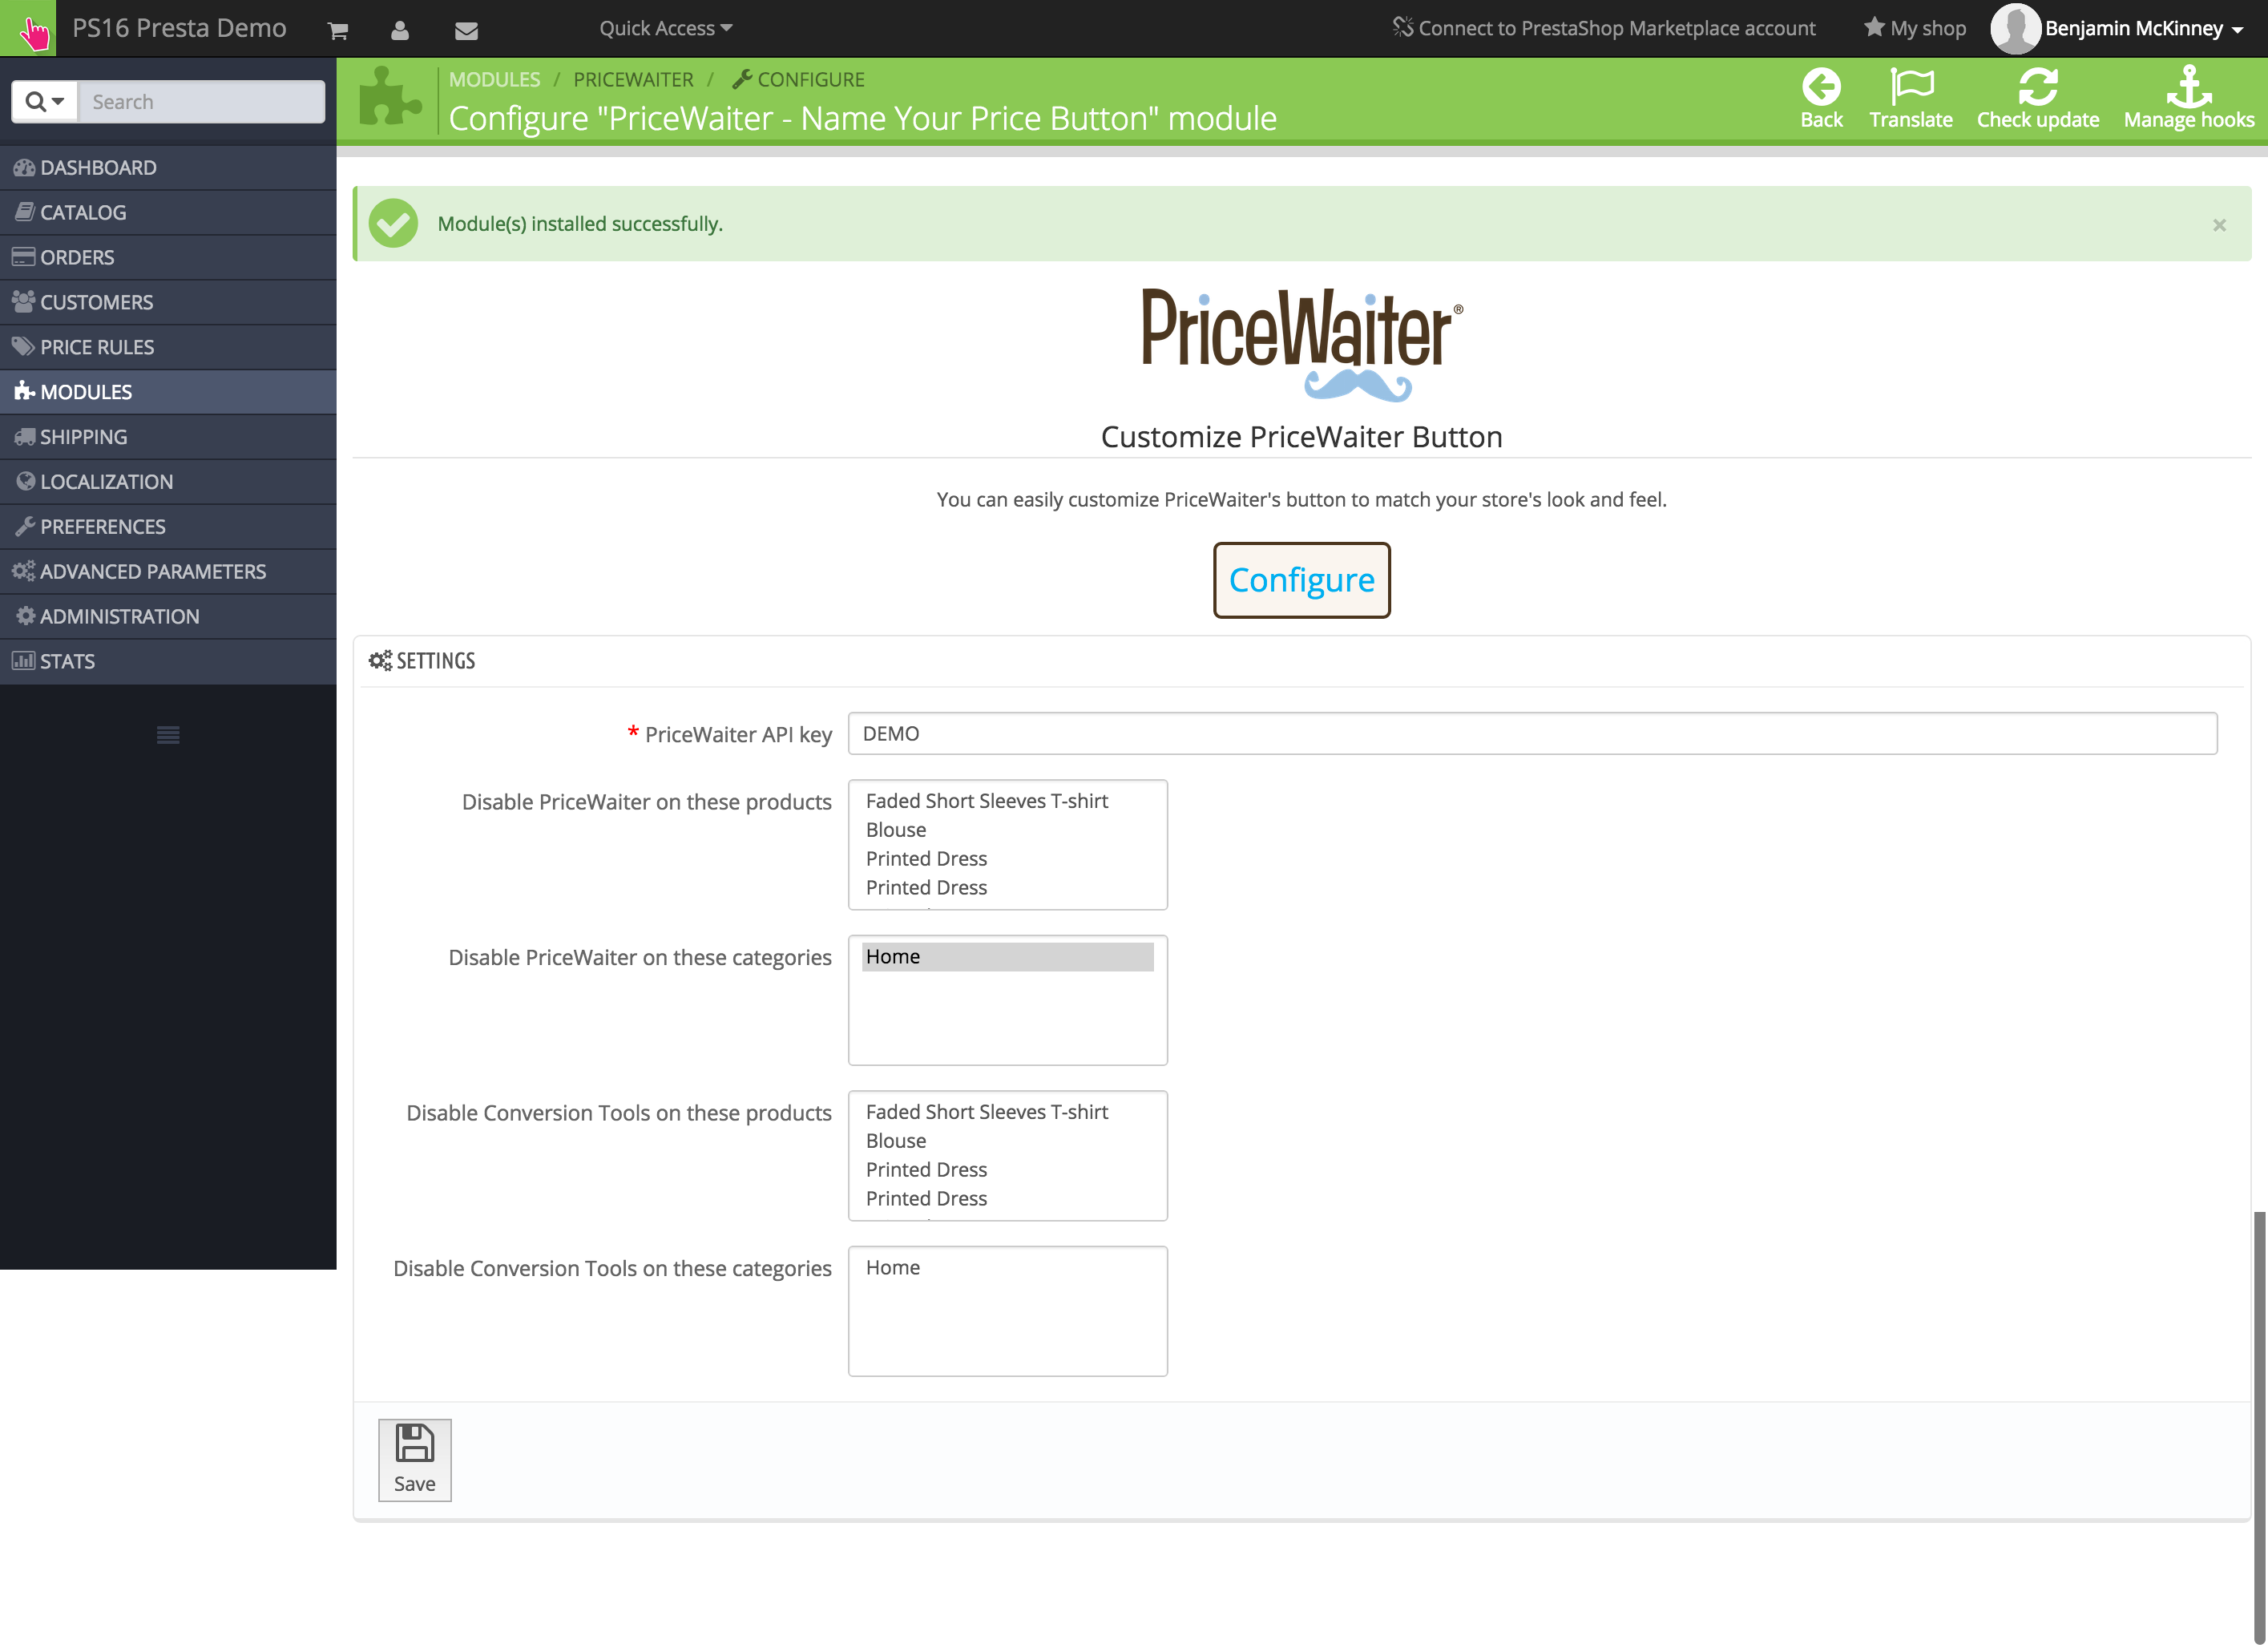 PS16 Presta Demo
Quick Access
Connect to PrestaShop Marketplace account
My shop
Benjamin McKinney
Search
MODULES / PRICEWAITER / CONFIGURE
Configure "PriceWaiter - Name Your Price Button" module
Back
Translate
Check update
Manage hooks
DASHBOARD
CATALOG
ORDERS
CUSTOMERS
PRICE RULES
MODULES
SHIPPING
LOCALIZATION
PREFERENCES
ADVANCED PARAMETERS
ADMINISTRATION
STATS
Module(s) installed successfully.
×
PriceWaiter®
Customize PriceWaiter Button
You can easily customize PriceWaiter's button to match your store's look and feel.
Configure
SETTINGS
* PriceWaiter API key
DEMO
Disable PriceWaiter on these products
Faded Short Sleeves T-shirt
Blouse
Printed Dress
Printed Dress
Disable PriceWaiter on these categories
Home
Disable Conversion Tools on these products
Faded Short Sleeves T-shirt
Blouse
Printed Dress
Printed Dress
Disable Conversion Tools on these categories
Home
Save